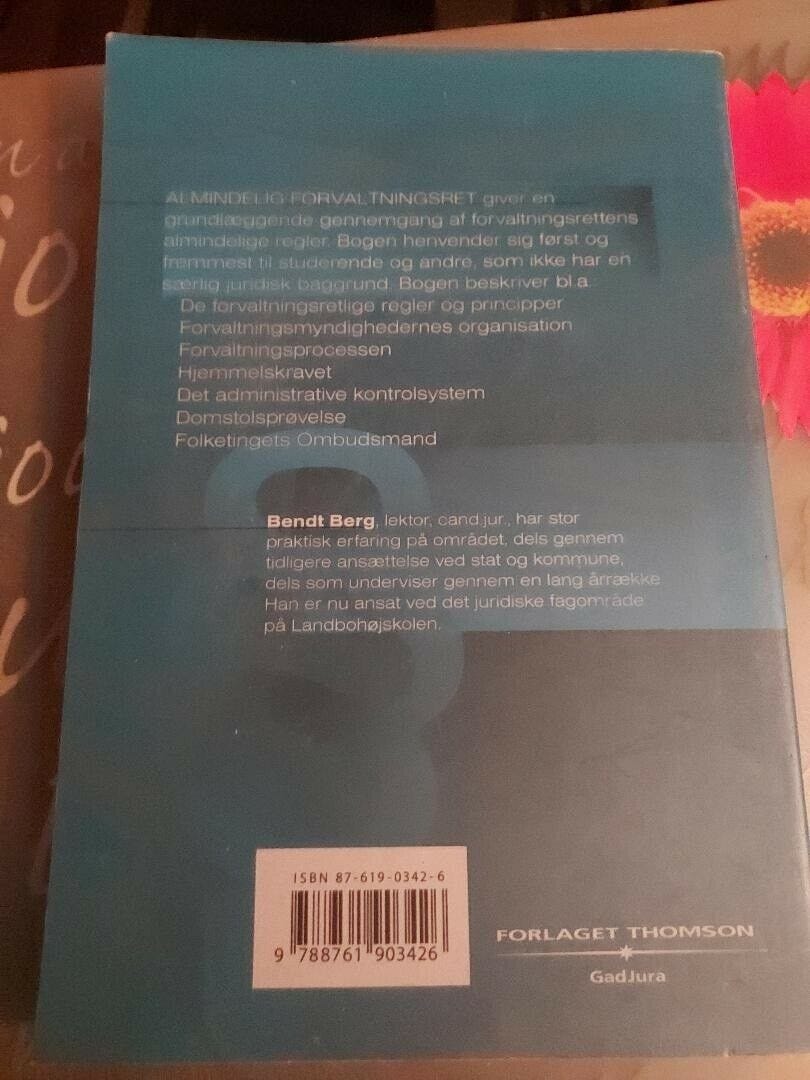 ALMINDELIG FORVALTNINGSRET giver en
grundlæggende gennemgang af forvaltningsrettens
almindelige regler. Bogen henvender sig først og
fremmest til studerende og andre, som ikke har en
særlig juridisk baggrund. Bogen beskriver bl.a.
De forvaltningsretlige regler og principper
Forvaltningsmyndighedernes organisation
Forvaltningsprocessen
Hjemmelskravet
Det administrative kontrolsystem
Domstolsprøvelse
Folketingets Ombudsmand
Bendt Berg, lektor, cand.jur., har stor
praktisk erfaring på området, dels gennem
tidligere ansættelse ved stat og kommune,
dels som underviser gennem en lang årrække.
Han er nu ansat ved det juridiske fagområde
på Landbohøjskolen.
ISBN 87-619-0342-6
9 788761 903426
FORLAGET THOMSON
GadJura